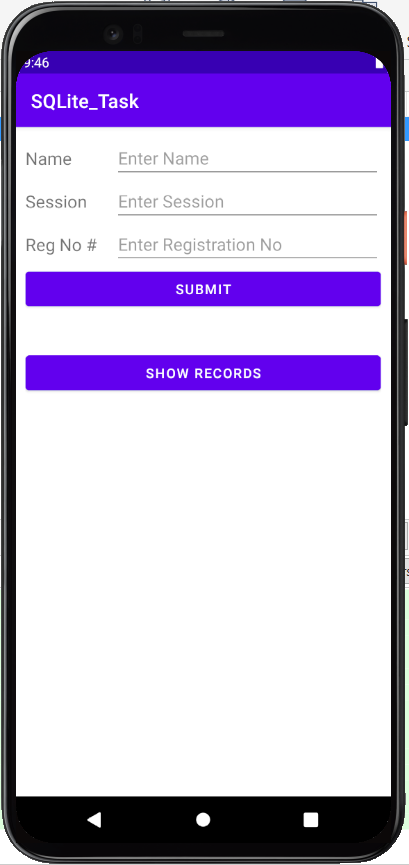 9:46
SQLite_Task
Name Enter Name
Session Enter Session
Reg No # Enter Registration No
SUBMIT
SHOW RECORDS